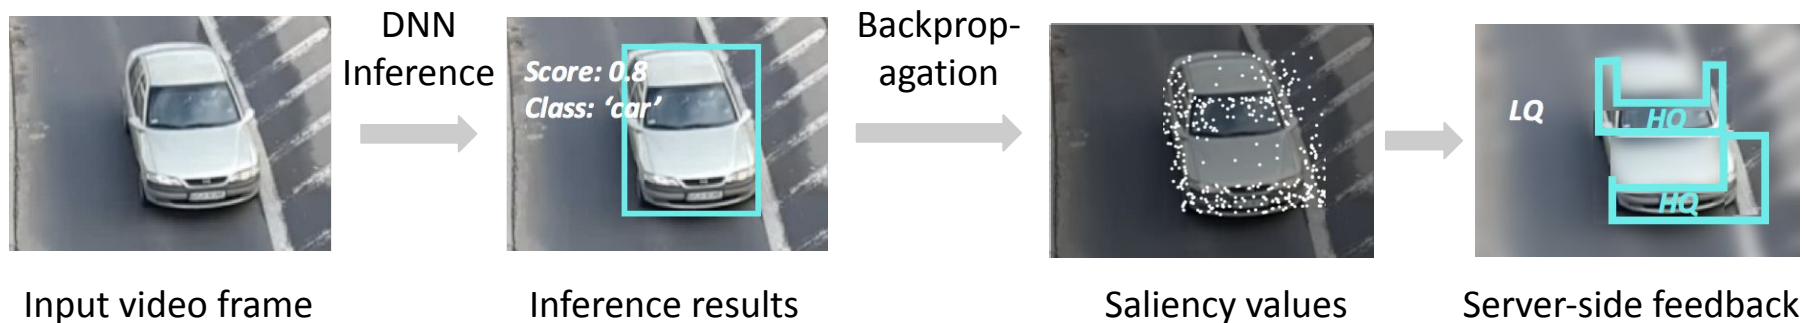 DNN
Inference
Backprop-
agation
Score: 0.8
Class: ‘car’
LQ
HQ
HQ
Input video frame
Inference results
Saliency values
Server-side feedback